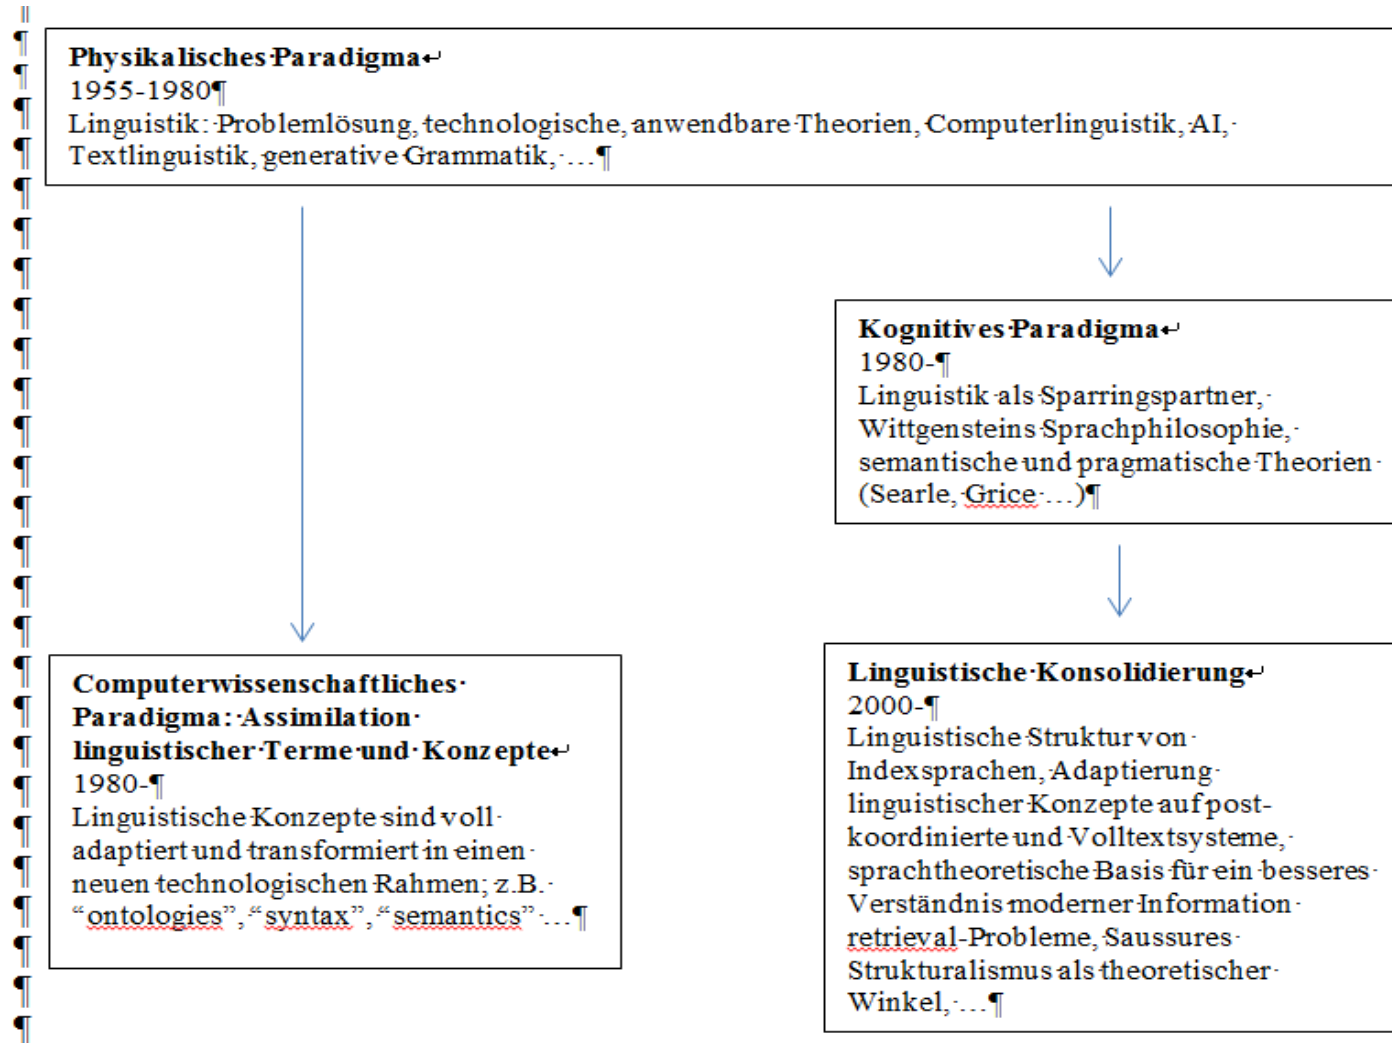 Physikalisches Paradigma
1955-1980
Linguistik: Problemlösung, technologische, anwendbare Theorien, Computerlinguistik, AI,
Textlinguistik, generative Grammatik, …
Kognitives Paradigma
1980-
Linguistik als Sparringspartner,
Wittgensteins Sprachphilosophie,
semantische und pragmatische Theorien
(Searle, Grice …)
Computerwissenschaftliches
Paradigma: Assimilation
linguistischer Terme und Konzepte
1980-
Linguistische Konzepte sind voll
adaptiert und transformiert in einen
neuen technologischen Rahmen; z.B.
“ontologies”, “syntax”, “semantics” …
Linguistische Konsolidierung
2000-
Linguistische Struktur von
Indexsprachen, Adaptierung
linguistischer Konzepte auf post-
koordinierte und Volltextsysteme,
sprachtheoretische Basis für ein besseres
Verständnis moderner Information
retrieval-Probleme, Saussures
Strukturalismus als theoretischer
Winkel, …